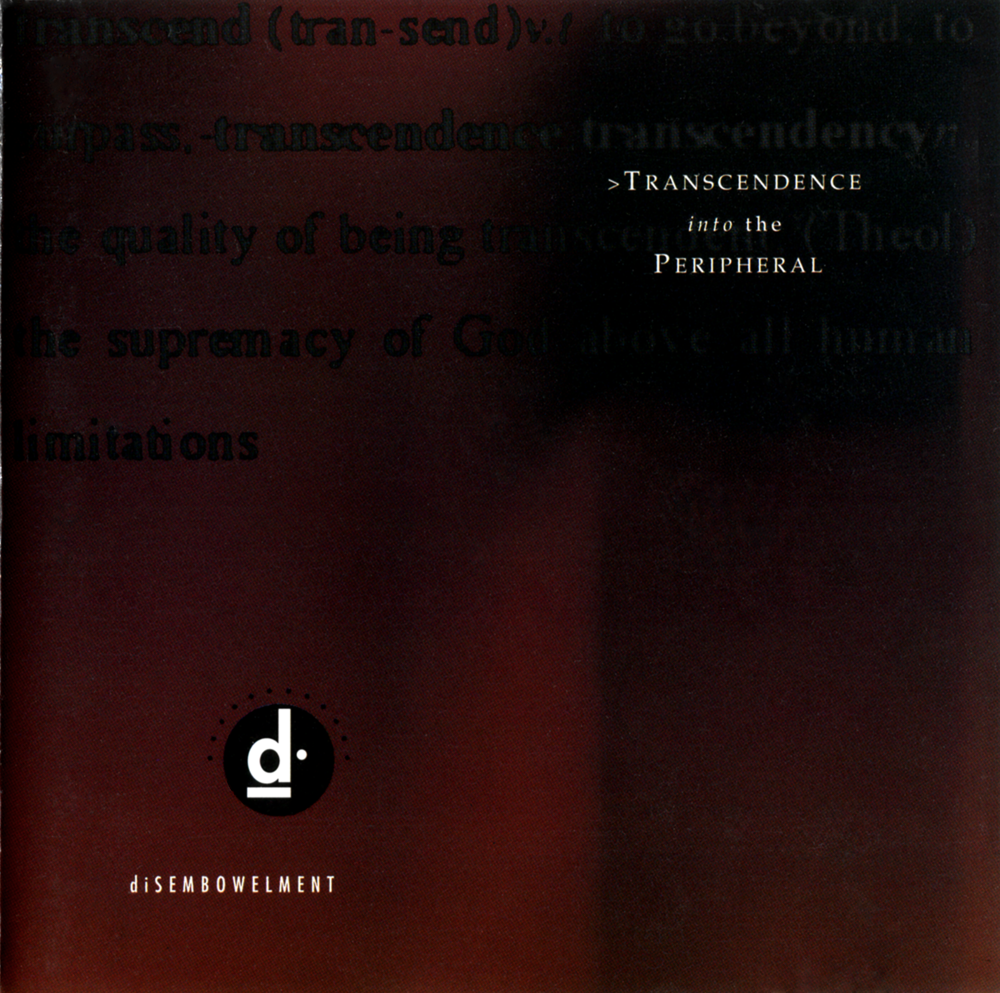 transcend (tran-send) v.t to go beyond, to
surpass, -transcendence transcendency n.
>TRANSCENDENCE
the quality of being transcendent. (Theol)
into the
PERIPHERAL
the supremacy of God above all human
limitations
d.
diSEMBOWELMENT